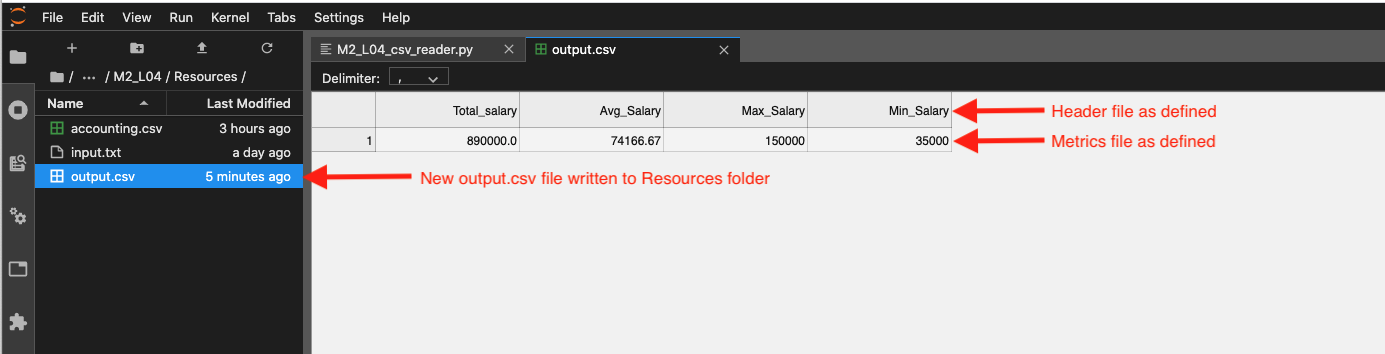 File Edit View Run Kernel Tabs Settings Help
M2_L04_csv_reader.py output.csv
/ ... / M2_L04 / Resources /
Delimiter: ,
Name Last Modified
accounting.csv 3 hours ago
input.txt a day ago
output.csv 5 minutes ago
Total_salary Avg_Salary Max_Salary Min_Salary
1 890000.0 74166.67 150000 35000
Header file as defined
Metrics file as defined
New output.csv file written to Resources folder